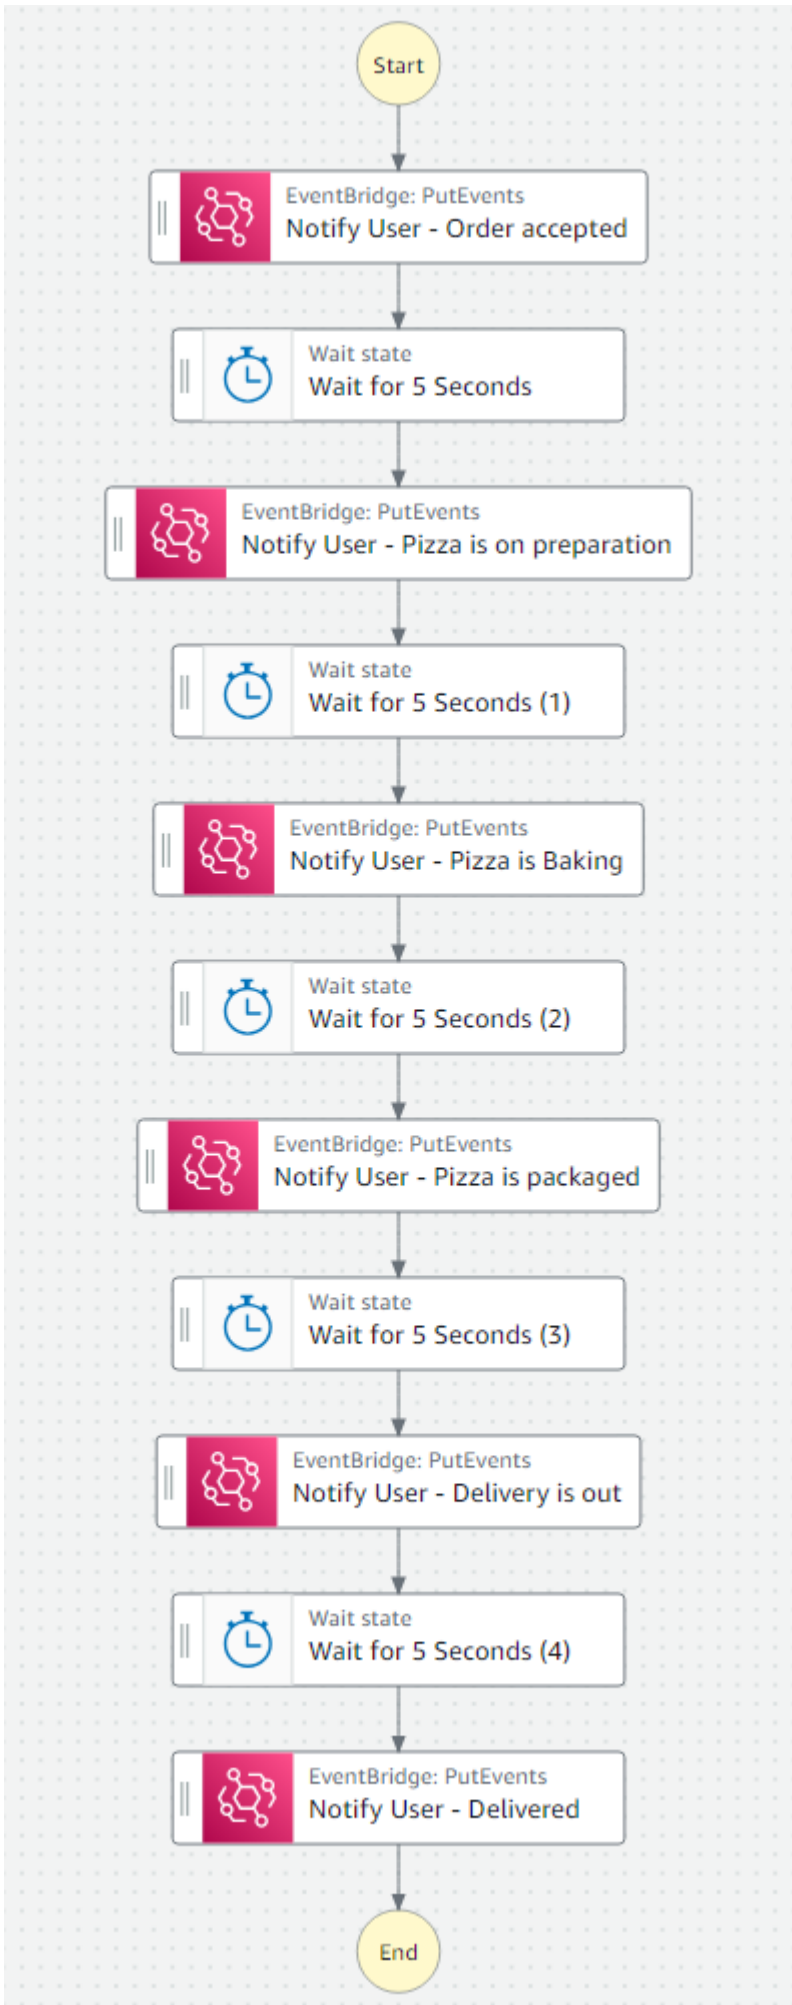 Start
EventBridge: PutEvents
Notify User - Order accepted
Wait state
Wait for 5 Seconds
EventBridge: PutEvents
Notify User - Pizza is on preparation
Wait state
Wait for 5 Seconds (1)
EventBridge: PutEvents
Notify User - Pizza is Baking
Wait state
Wait for 5 Seconds (2)
EventBridge: PutEvents
Notify User - Pizza is packaged
Wait state
Wait for 5 Seconds (3)
EventBridge: PutEvents
Notify User - Delivery is out
Wait state
Wait for 5 Seconds (4)
EventBridge: PutEvents
Notify User - Delivered
End